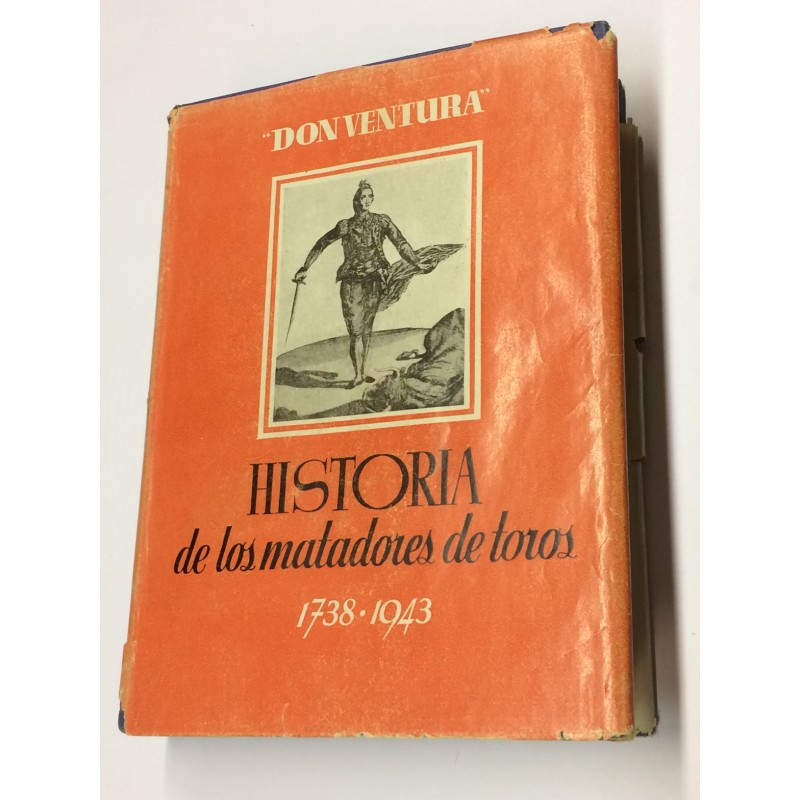 "DON VENTURA"
HISTORIA
de los matadores de toros
1738 · 1943